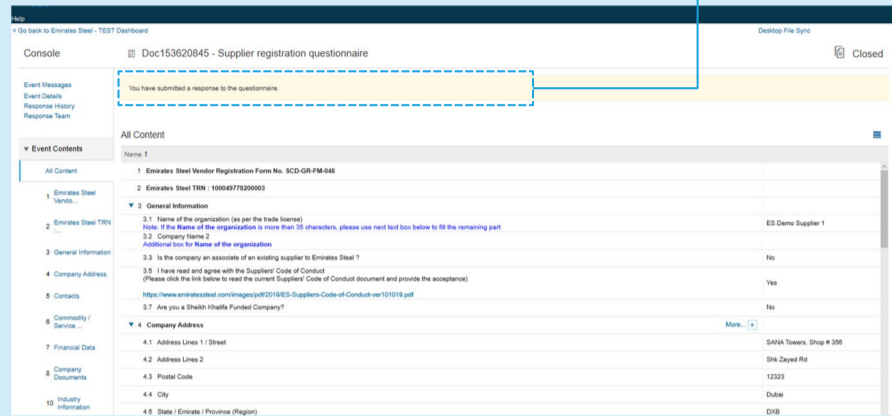 Help
< Go back to Emirates Steel - TEST Dashboard
Desktop File Sync
Console
Doc153620845 - Supplier registration questionnaire
Closed
Event Messages
Event Details
Response History
Response Team
You have submitted a response to the questionnaire.
All Content
▼ Event Contents
Name ↑
All Content
1 Emirates Steel Vendo...
2 Emirates Steel TRN ...
3 General Information
4 Company Address
5 Contacts
6 Commodity / Service ...
7 Financial Data
8 Company Documents
10 Industry Information
1 Emirates Steel Vendor Registration Form No. SCD-GR-FM-046
2 Emirates Steel TRN : 100049778200003
▼ 3 General Information
3.1 Name of the organization (as per the trade license)
Note: If the Name of the organization is more than 35 characters, please use next text box below to fill the remaining part
ES Demo Supplier 1
3.2 Company Name 2
Additional box for Name of the organization
3.3 Is the company an associate of an existing supplier to Emirates Steel ?
No
3.5 I have read and agree with the Suppliers' Code of Conduct
(Please click the link below to read the current Suppliers' Code of Conduct document and provide the acceptance)
https://www.emiratessteel.com/images/pdf/2019/ES-Suppliers-Code-of-Conduct-ver101019.pdf
Yes
3.7 Are you a Sheikh Khalifa Funded Company?
No
▼ 4 Company Address
More... +
4.1 Address Lines 1 / Street
SANA Towers, Shop # 356
4.2 Address Lines 2
Shk Zayed Rd
4.3 Postal Code
12323
4.4 City
Dubai
4.5 State / Emirate / Province (Region)
DXB